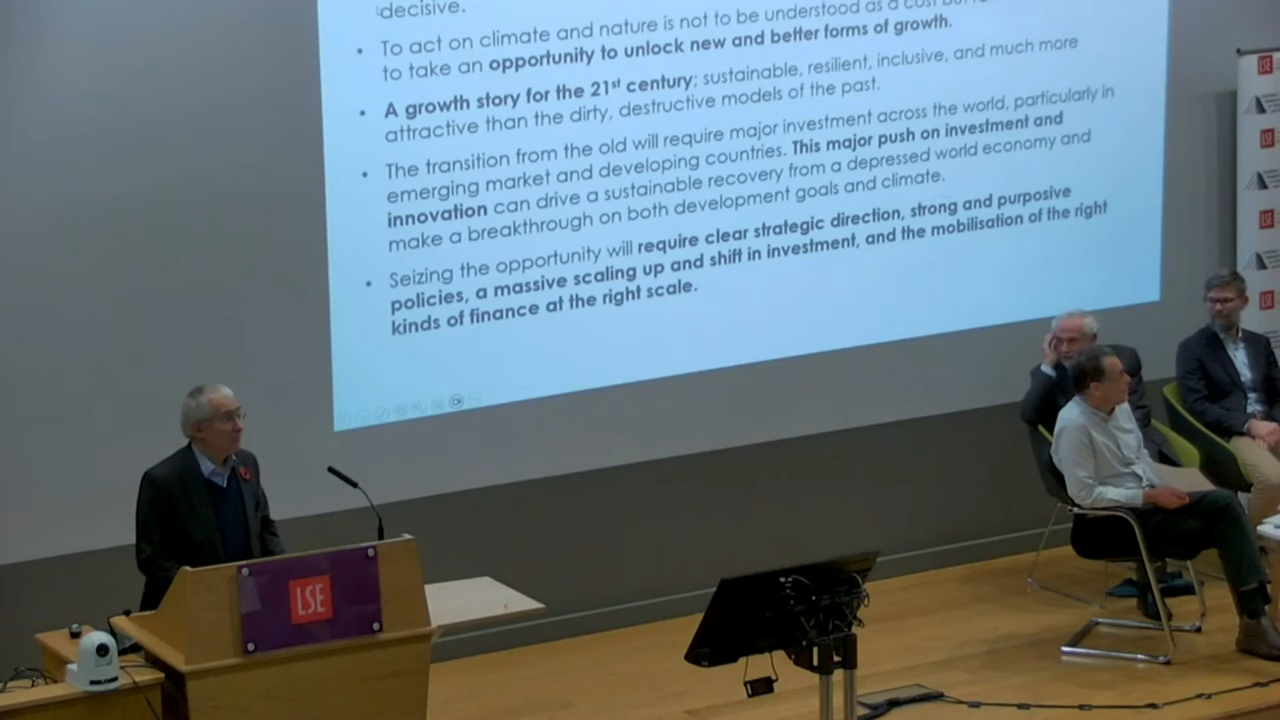 decisive.
• To act on climate and nature is not to be understood as a cost but
to take an opportunity to unlock new and better forms of growth.
• A growth story for the 21st century; sustainable, resilient, inclusive, and much more
attractive than the dirty, destructive models of the past.
• The transition from the old will require major investment across the world, particularly in
emerging market and developing countries. This major push on investment and
innovation can drive a sustainable recovery from a depressed world economy and
make a breakthrough on both development goals and climate.
• Seizing the opportunity will require clear strategic direction, strong and purposive
policies, a massive scaling up and shift in investment, and the mobilisation of the right
kinds of finance at the right scale.
LSE
LSE
LSE
LSE
LSE